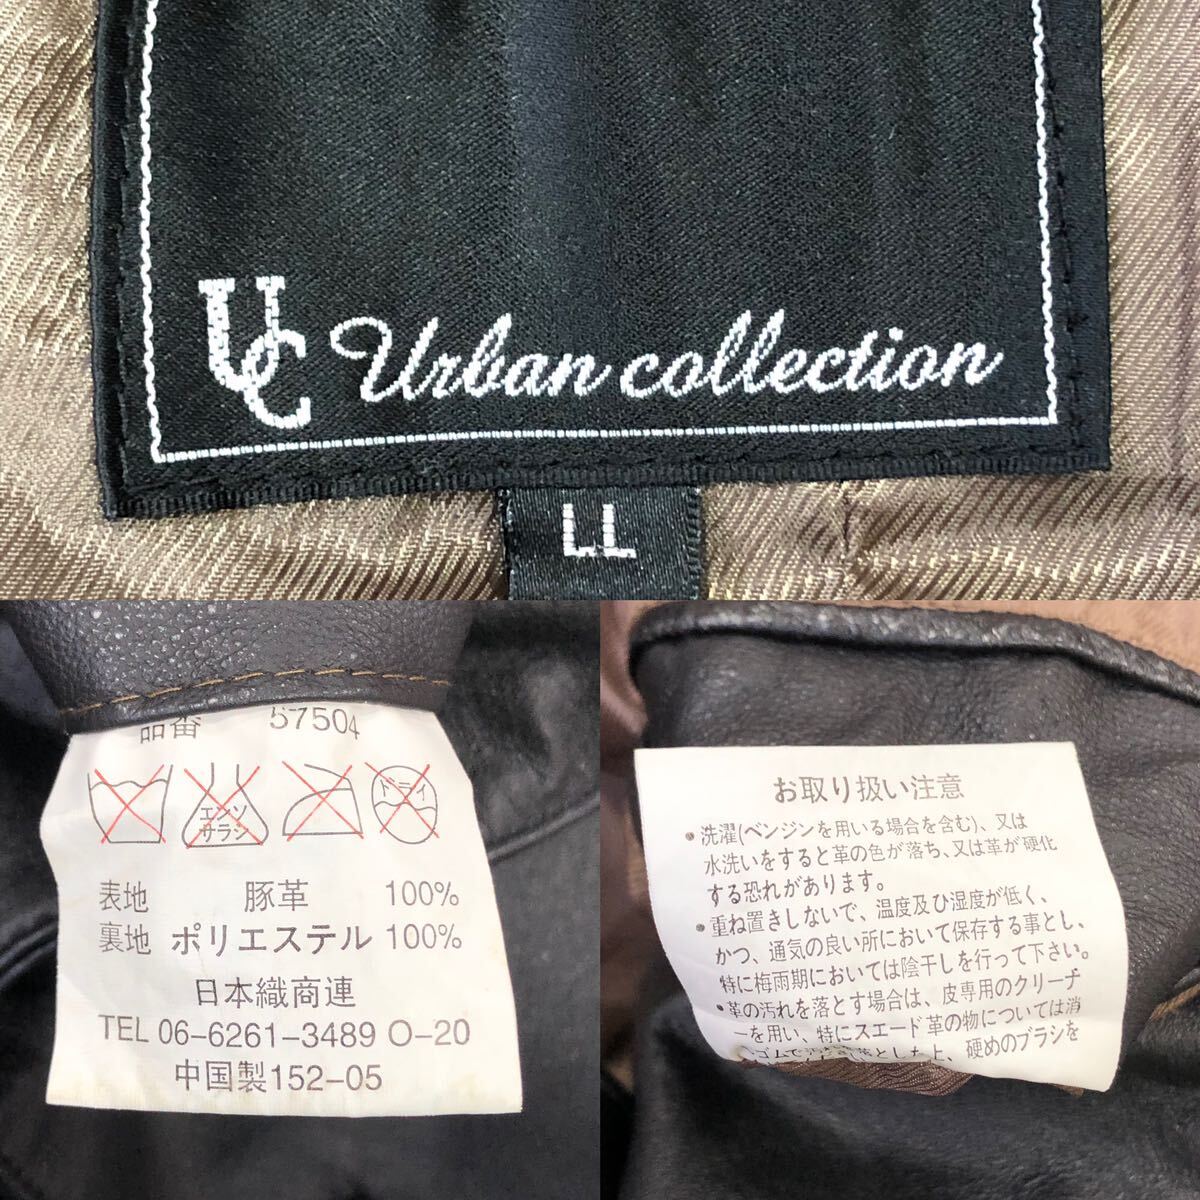 UC Urban collection
LL
品番 57504
エンソ
サラシ
ドライ
表地 豚革 100%
裏地 ポリエステル 100%
日本織商連
TEL 06-6261-3489 O-20
中国製152-05
お取り扱い注意
・洗濯(ベンジンを用いる場合を含む)、又は
水洗いをすると革の色が落ち、又は革が硬化
する恐れがあります。
・重ね置きしないで、温度及び湿度が低く、
かつ、通気の良い所において保存する事とし、
特に梅雨期においては陰干しを行って下さい。
・革の汚れを落とす場合は、皮専用のクリーナ
ーを用い、特にスエード革の物については消
ゴムで
落とした上、硬めのブラシを